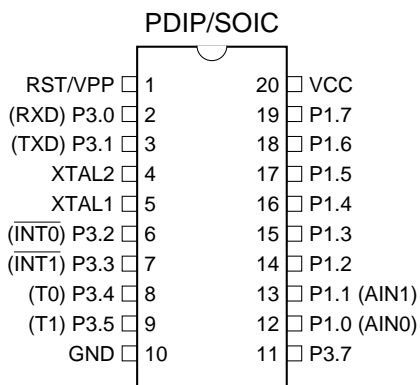 PDIP/SOIC
RST/VPP 1 20 VCC
(RXD) P3.0 2 19 P1.7
(TXD) P3.1 3 18 P1.6
XTAL2 4 17 P1.5
XTAL1 5 16 P1.4
(INT0) P3.2 6 15 P1.3
(INT1) P3.3 7 14 P1.2
(T0) P3.4 8 13 P1.1 (AIN1)
(T1) P3.5 9 12 P1.0 (AIN0)
GND 10 11 P3.7